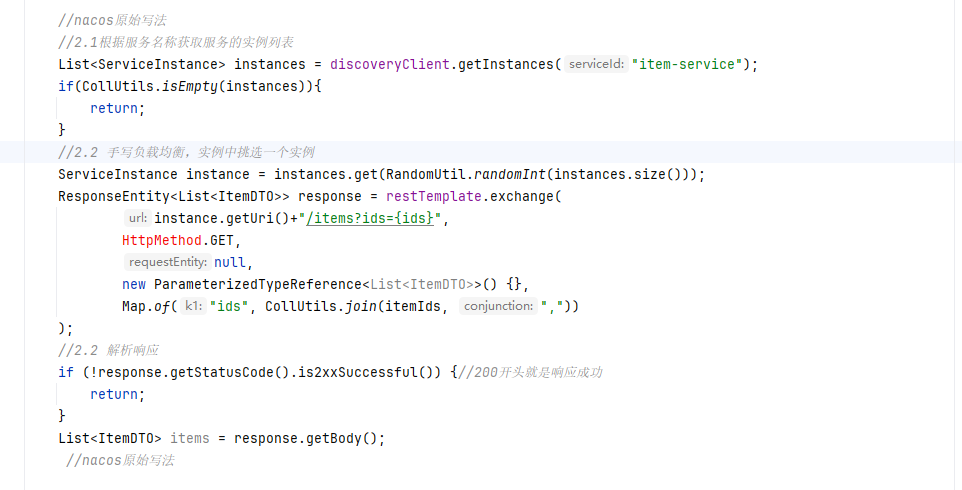 //nacos原始写法
//2.1根据服务名称获取服务的实例列表
List<ServiceInstance> instances = discoveryClient.getInstances( serviceId: "item-service");
if(CollUtils.isEmpty(instances)){
    return;
}
//2.2 手写负载均衡，实例中挑选一个实例
ServiceInstance instance = instances.get(RandomUtil.randomInt(instances.size()));
ResponseEntity<List<ItemDTO>> response = restTemplate.exchange(
        url: instance.getUri()+"/items?ids={ids}",
        HttpMethod.GET,
        requestEntity: null,
        new ParameterizedTypeReference<List<ItemDTO>>() {},
        Map.of( k1: "ids", CollUtils.join(itemIds, conjunction: ","))
);
//2.2 解析响应
if (!response.getStatusCode().is2xxSuccessful()) {//200开头就是响应成功
    return;
}
List<ItemDTO> items = response.getBody();
//nacos原始写法